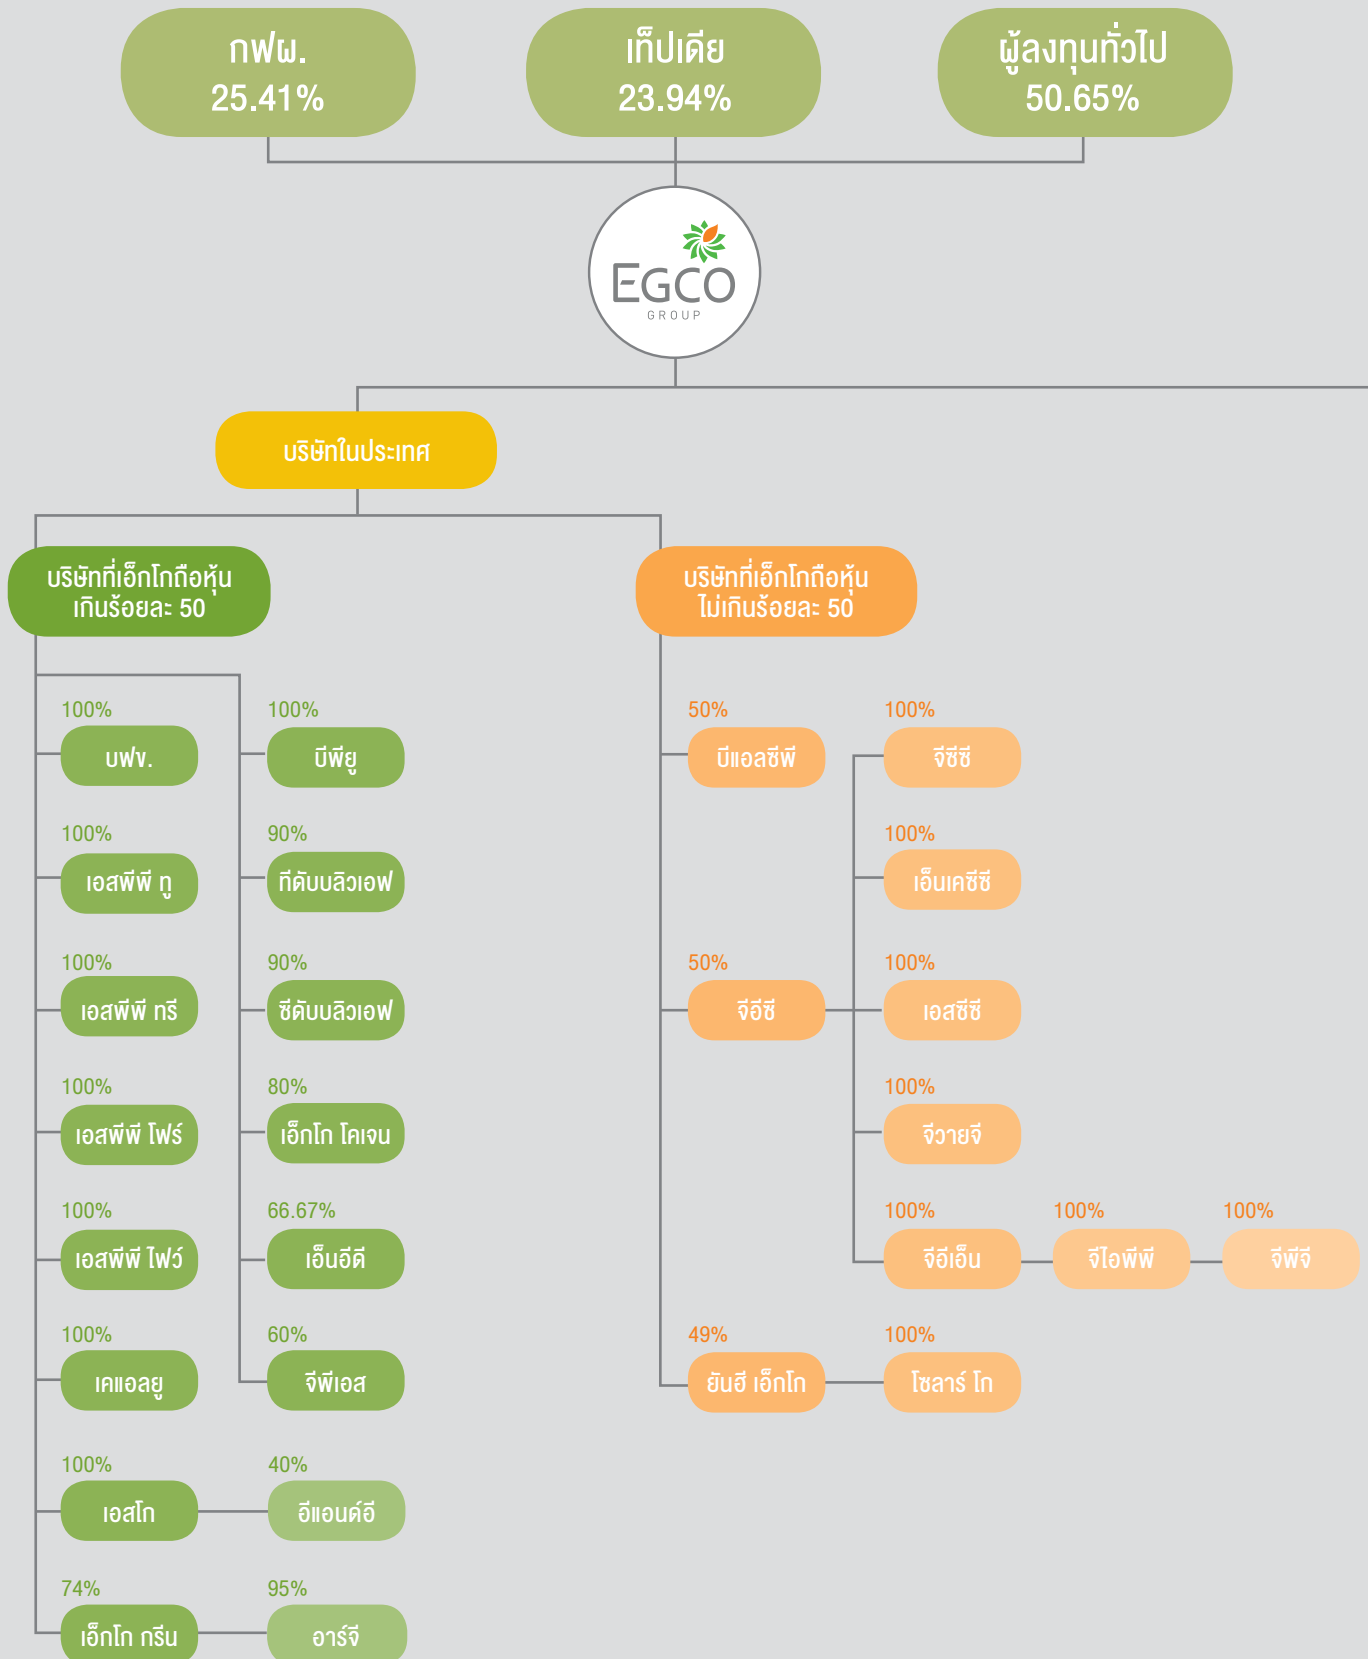 กฟผ.
25.41%
เท็ปเดีย
23.94%
ผู้ลงทุนทั่วไป
50.65%
EGCO
GROUP
บริษัทในประเทศ
บริษัทที่เอ็กโกถือหุ้น
เกินร้อยละ 50
บริษัทที่เอ็กโกถือหุ้น
ไม่เกินร้อยละ 50
100%
บฟข.
100%
บีพียู
50%
บีแอลซีพี
100%
จีซีซี
100%
เอสพีพี ทู
90%
ทีดับบลิวเอฟ
100%
เอ็นเคซีซี
100%
เอสพีพี ทรี
90%
ซีดับบลิวเอฟ
50%
จีอีซี
100%
เอสซีซี
100%
เอสพีพี โฟร์
80%
เอ็กโก โคเจน
100%
จีวายจี
100%
เอสพีพี ไฟว์
66.67%
เอ็นอีดี
100%
จีอีเอ็น
100%
จีไอพีพี
100%
จีพีจี
100%
เคแอลยู
60%
จีพีเอส
49%
ยันฮี เอ็กโก
100%
โซลาร์ โก
100%
เอสโก
40%
อีแอนด์อี
74%
เอ็กโก กรีน
95%
อาร์จี